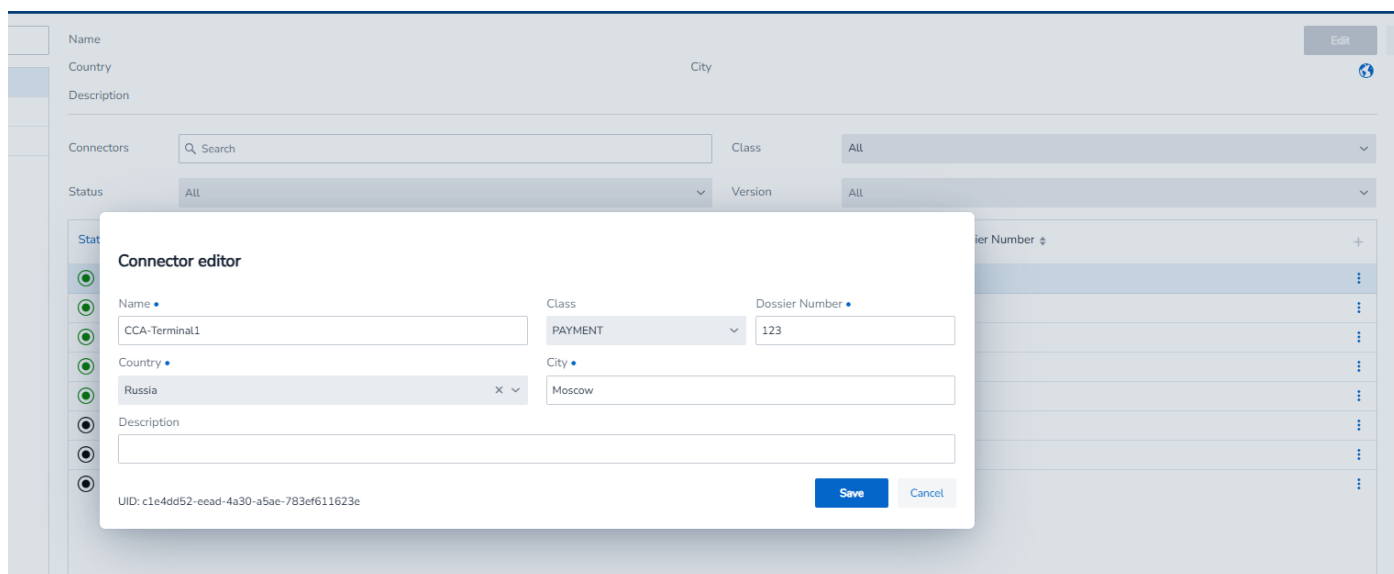 Name
Edit
Country City
Description
Connectors Search Class All
Status All Version All
Stat ier Number
Connector editor
Name Class Dossier Number
CCA-Terminal1 PAYMENT 123
Country City
Russia Moscow
Description
UID: c1e4dd52-eead-4a30-a5ae-783ef611623e Save Cancel